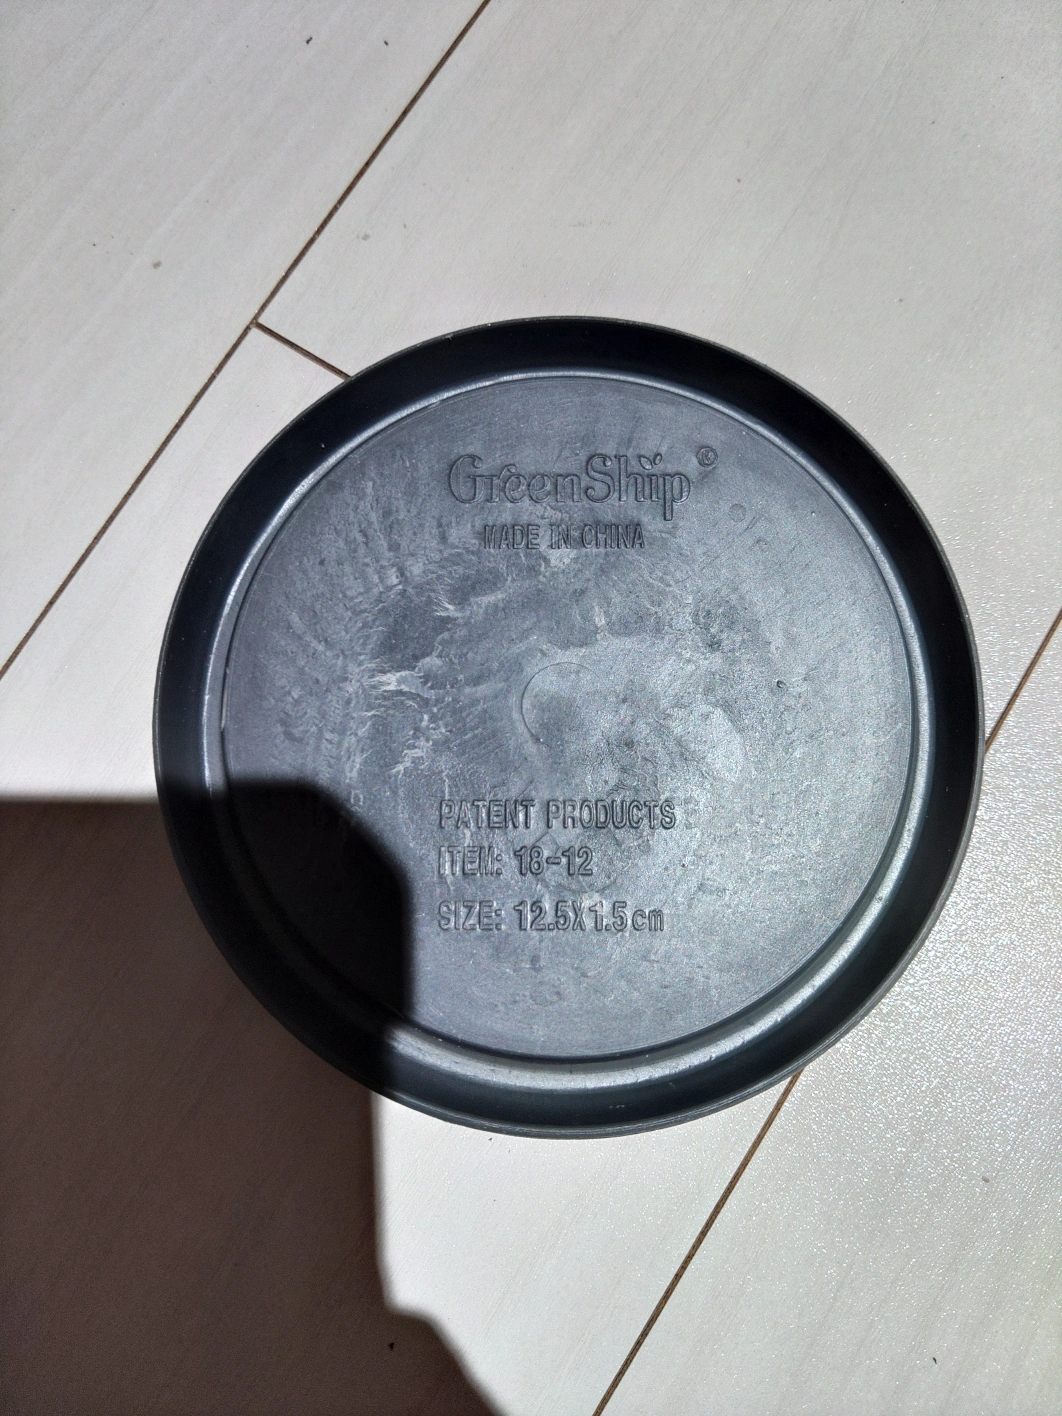 GreenShip©
MADE IN CHINA
PATENT PRODUCTS
ITEM: 18-12
SIZE: 12.5X1.5cm